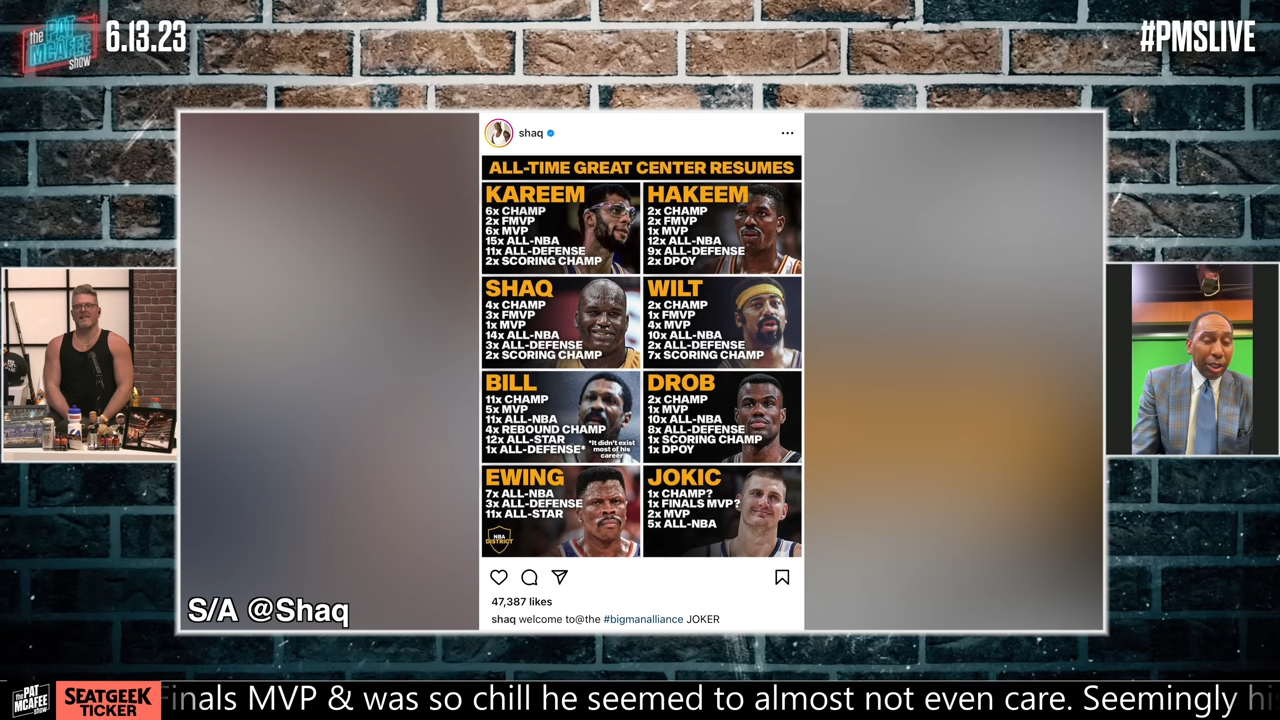 the
PAT
MCAFEE
show
6.13.23
#PMSLIVE
shaq
ALL-TIME GREAT CENTER RESUMES
KAREEM
6x CHAMP
2x FMVP
6x MVP
15x ALL-NBA
11x ALL-DEFENSE
2x SCORING CHAMP
HAKEEM
2x CHAMP
2x FMVP
1x MVP
12x ALL-NBA
9x ALL-DEFENSE
2x DPOY
SHAQ
4x CHAMP
3x FMVP
1x MVP
14x ALL-NBA
3x ALL-DEFENSE
2x SCORING CHAMP
WILT
2x CHAMP
1x FMVP
4x MVP
10x ALL-NBA
2x ALL-DEFENSE
7x SCORING CHAMP
BILL
11x CHAMP
5x MVP
11x ALL-NBA
4x REBOUND CHAMP
12x ALL-STAR
1x ALL-DEFENSE*
*It didn't exist
most of his
career
DROB
2x CHAMP
1x MVP
10x ALL-NBA
8x ALL-DEFENSE
1x SCORING CHAMP
1x DPOY
EWING
7x ALL-NBA
3x ALL-DEFENSE
11x ALL-STAR
NBA
DISTRICT
JOKIC
1x CHAMP?
1x FINALS MVP?
2x MVP
5x ALL-NBA
47,387 likes
shaq welcome to@the #bigmanalliance JOKER
S/A @Shaq
the
PAT
MCAFEE
show
SEATGEEK
TICKER
Finals MVP & was so chill he seemed to almost not even care. Seemingly hi